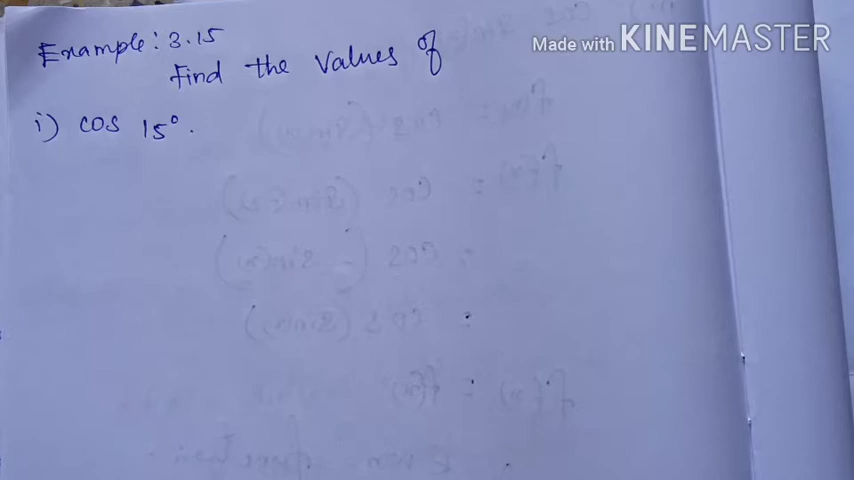 Example: 3.15
Find the values of
i) cos 15°.
Made with KINEMASTER